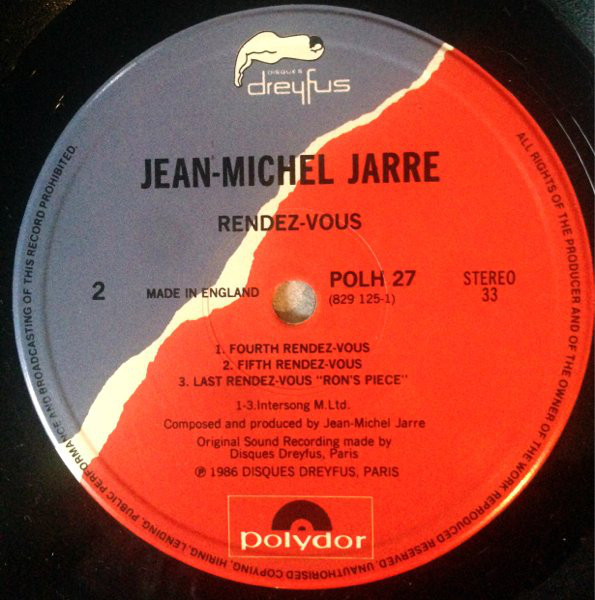 DISQUES
dreyfus
JEAN-MICHEL JARRE
RENDEZ-VOUS
2
MADE IN ENGLAND
POLH 27
(829 125-1)
STEREO
33
1. FOURTH RENDEZ-VOUS
2. FIFTH RENDEZ-VOUS
3. LAST RENDEZ-VOUS "RON'S PIECE"
1-3.Intersong M.Ltd.
Composed and produced by Jean-Michel Jarre
Original Sound Recording made by
Disques Dreyfus, Paris
℗ 1986 DISQUES DREYFUS, PARIS
polydor
ALL RIGHTS OF THE PRODUCER AND OF THE OWNER OF THE WORK REPRODUCED RESERVED. UNAUTHORISED COPYING, HIRING, LENDING, PUBLIC PERFORMANCE AND BROADCASTING OF THIS RECORD PROHIBITED.